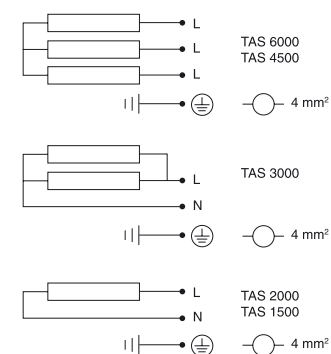 L
L TAS 6000
TAS 4500
L
4 mm²
TAS 3000
L
N
4 mm²
L TAS 2000
N TAS 1500
4 mm²